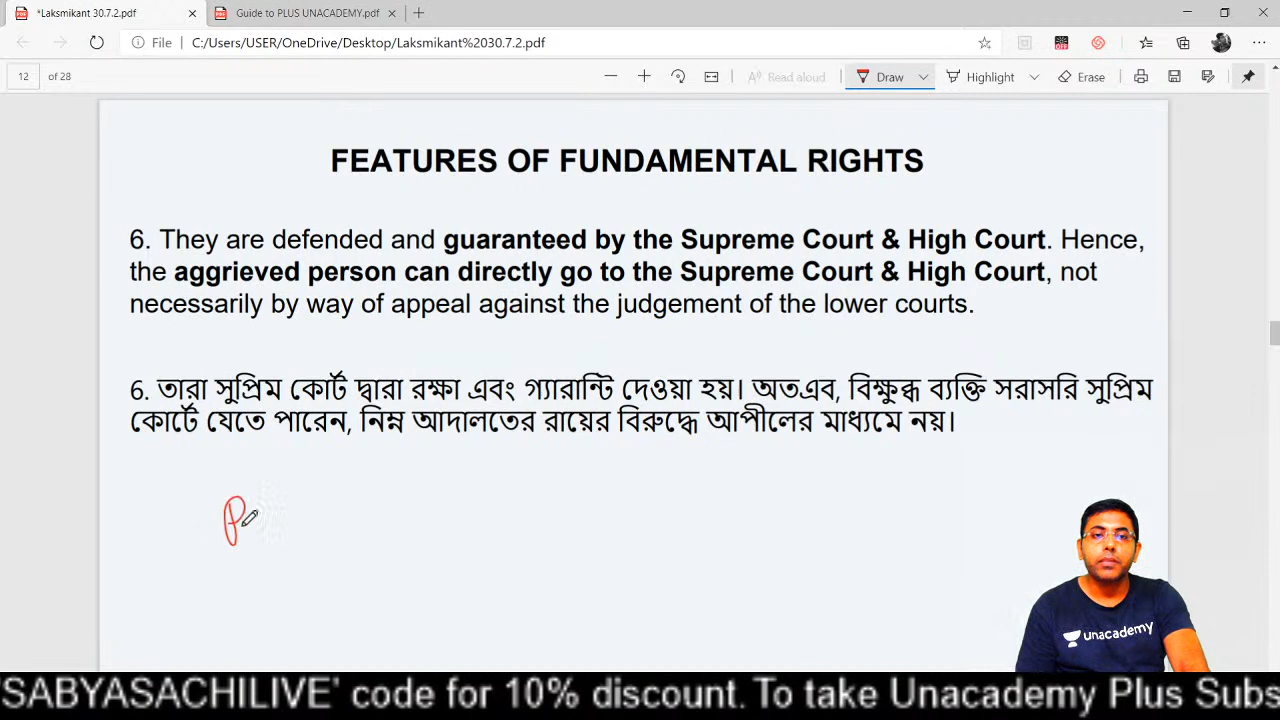 *Laksmikant 30.7.2.pdf
Guide to PLUS UNACADEMY.pdf
File
C:/Users/USER/OneDrive/Desktop/Laksmikant%2030.7.2.pdf
12 of 28
Read aloud
Draw
Highlight
Erase
FEATURES OF FUNDAMENTAL RIGHTS
6. They are defended and guaranteed by the Supreme Court & High Court. Hence,
the aggrieved person can directly go to the Supreme Court & High Court, not
necessarily by way of appeal against the judgement of the lower courts.
6. তারা সুপ্রিম কোর্ট দ্বারা রক্ষা এবং গ্যারান্টি দেওয়া হয়। অতএব, বিক্ষুব্ধ ব্যক্তি সরাসরি সুপ্রিম
কোর্টে যেতে পারেন, নিম্ন আদালতের রায়ের বিরুদ্ধে আপীলের মাধ্যমে নয়।
P
unacademy
'SABYASACHILIVE' code for 10% discount. To take Unacademy Plus Subs